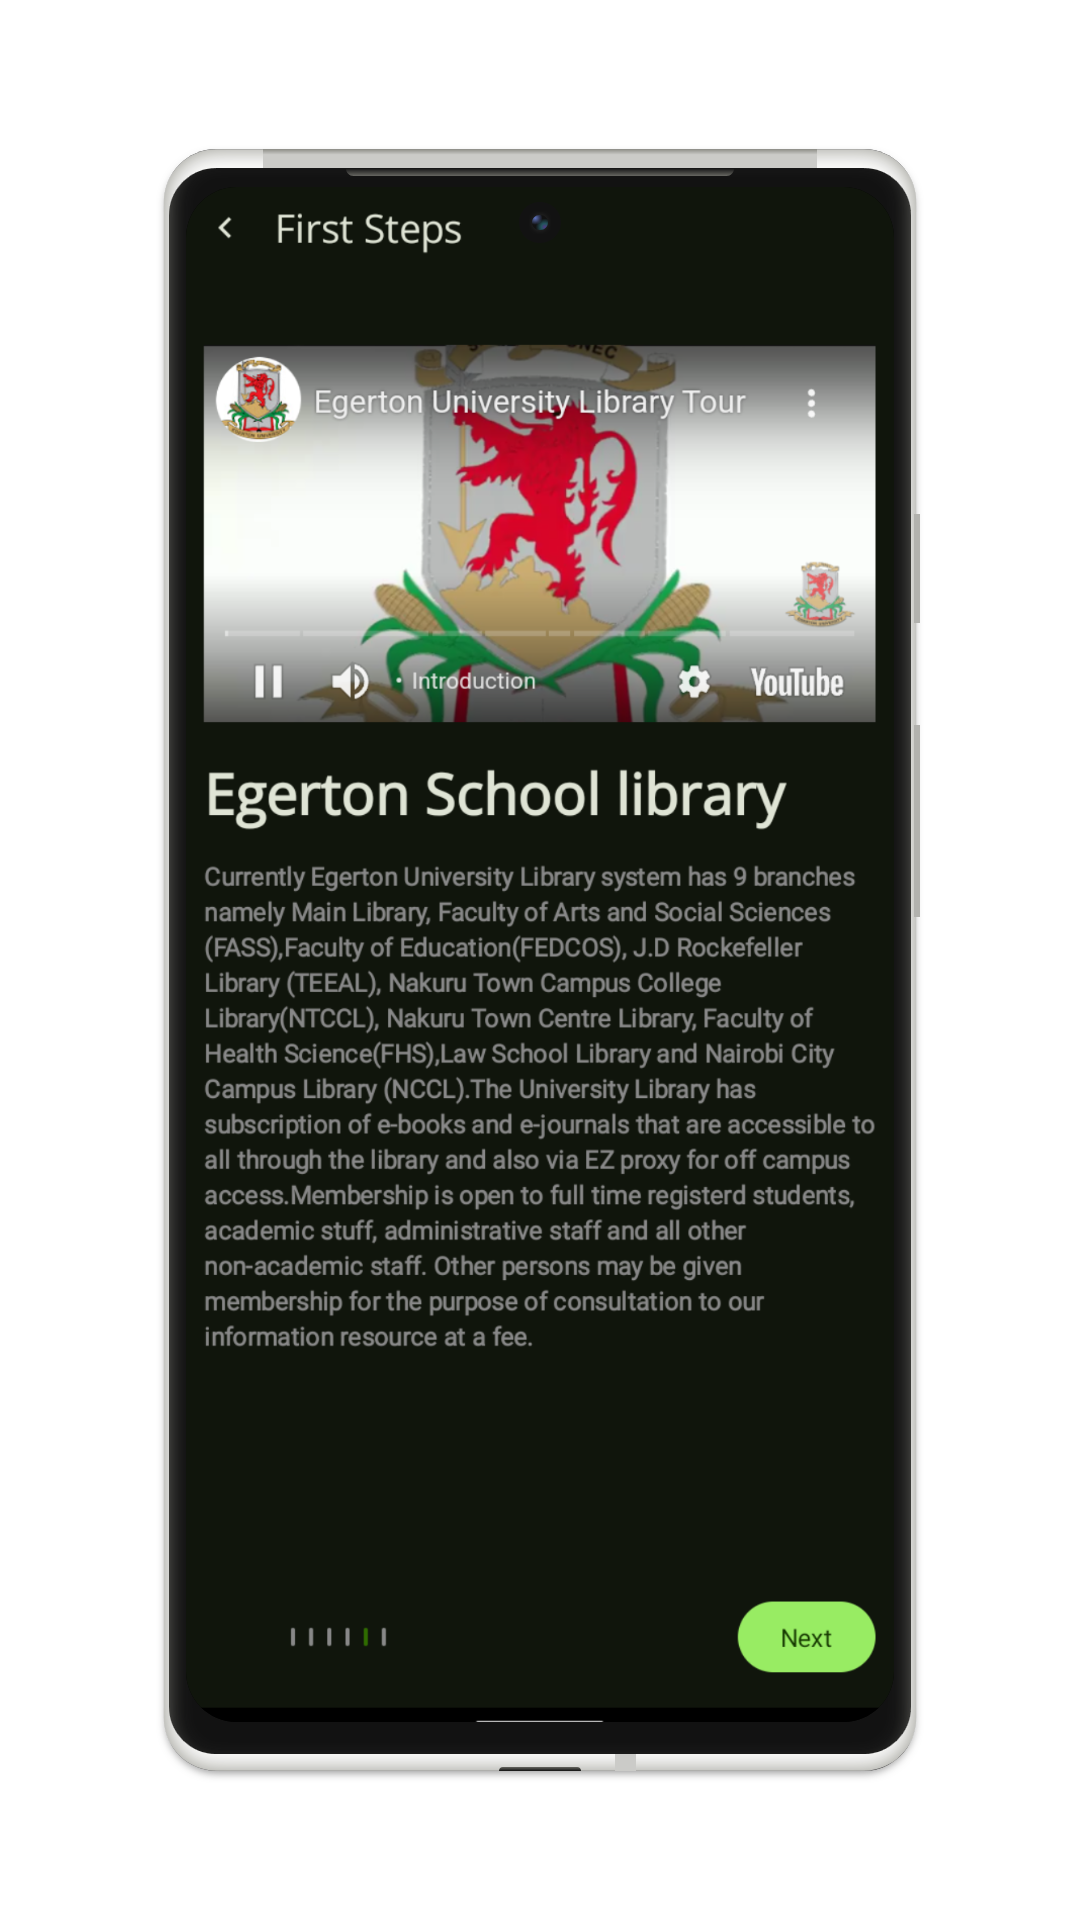 First Steps
NEC
Egerton University Library Tour
EGERTON UNIVERSITY
• Introduction
YouTube
Egerton School library
Currently Egerton University Library system has 9 branches
namely Main Library, Faculty of Arts and Social Sciences
(FASS),Faculty of Education(FEDCOS), J.D Rockefeller
Library (TEEAL), Nakuru Town Campus College
Library(NTCCL), Nakuru Town Centre Library, Faculty of
Health Science(FHS),Law School Library and Nairobi City
Campus Library (NCCL).The University Library has
subscription of e-books and e-journals that are accessible to
all through the library and also via EZ proxy for off campus
access.Membership is open to full time registerd students,
academic stuff, administrative staff and all other
non-academic staff. Other persons may be given
membership for the purpose of consultation to our
information resource at a fee.
Next